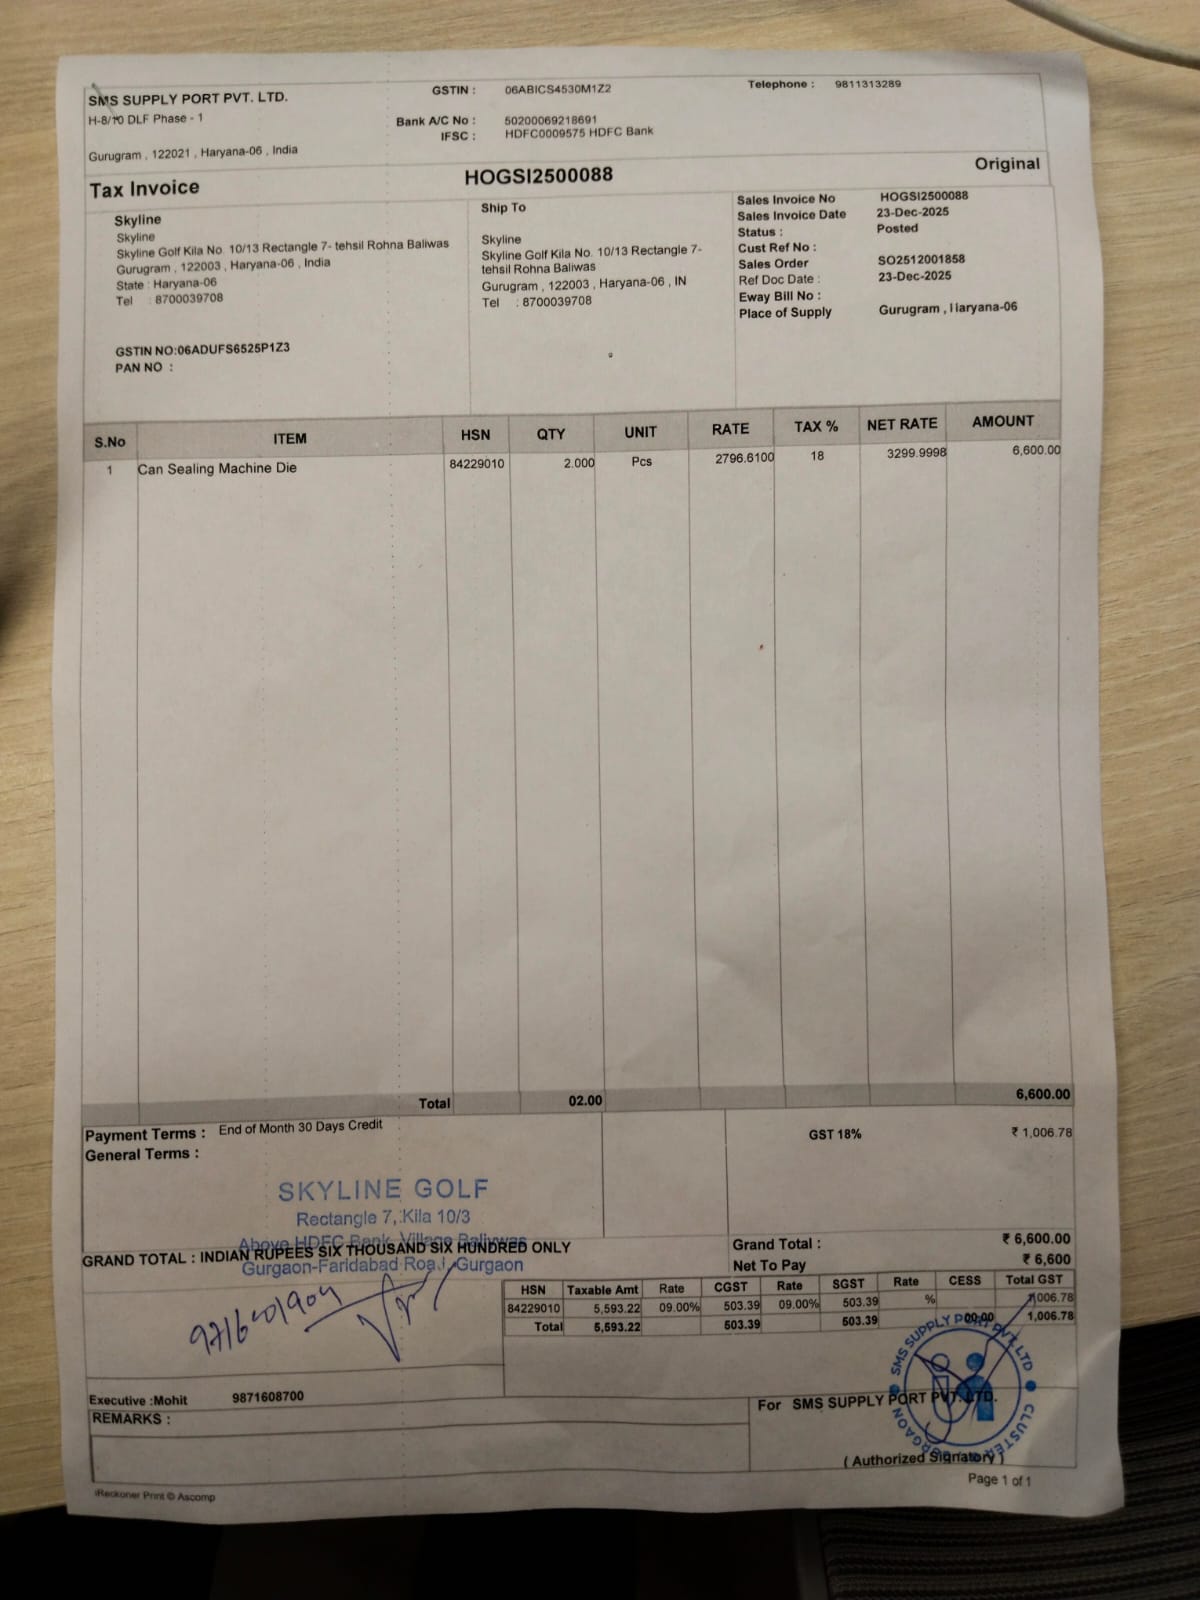 SMS SUPPLY PORT PVT. LTD.
H-8/10 DLF Phase - 1
Gurugram , 122021 , Haryana-06 , India
GSTIN : 06ABICS4530M1Z2
Bank A/C No : 50200069218691
IFSC : HDFC0009575 HDFC Bank
Telephone : 9811313289
Tax Invoice
HOGSI2500088
Original
Skyline
Skyline
Skyline Golf Kila No. 10/13 Rectangle 7- tehsil Rohna Baliwas
Gurugram , 122003 , Haryana-06 , India
State : Haryana-06
Tel : 8700039708
GSTIN NO:06ADUFS6525P1Z3
PAN NO :
Ship To
Skyline
Skyline Golf Kila No. 10/13 Rectangle 7-
tehsil Rohna Baliwas
Gurugram , 122003 , Haryana-06 , IN
Tel : 8700039708
Sales Invoice No HOGSI2500088
Sales Invoice Date 23-Dec-2025
Status : Posted
Cust Ref No :
Sales Order SO2512001858
Ref Doc Date : 23-Dec-2025
Eway Bill No :
Place of Supply Gurugram , Haryana-06
S.No ITEM HSN QTY UNIT RATE TAX % NET RATE AMOUNT
1 Can Sealing Machine Die 84229010 2.000 Pcs 2796.6100 18 3299.9998 6,600.00
Total 02.00 6,600.00
Payment Terms : End of Month 30 Days Credit
General Terms :
GST 18% ₹ 1,006.78
SKYLINE GOLF
Rectangle 7, Kila 10/3
Above HDFC Bank, Village Baliwas
Gurgaon-Faridabad Road, Gurgaon
GRAND TOTAL : INDIAN RUPEES SIX THOUSAND SIX HUNDRED ONLY
Grand Total : ₹ 6,600.00
Net To Pay ₹ 6,600
HSN Taxable Amt Rate CGST Rate SGST Rate CESS Total GST
84229010 5,593.22 09.00% 503.39 09.00% 503.39 % 1,006.78
Total 5,593.22 503.39 503.39 00.00 1,006.78
Executive :Mohit 9871608700
REMARKS :
For SMS SUPPLY PORT PVT. LTD.
SMS SUPPLY PORT PVT. LTD
( Authorized Signatory )
Page 1 of 1
iReckoner Print © Ascomp